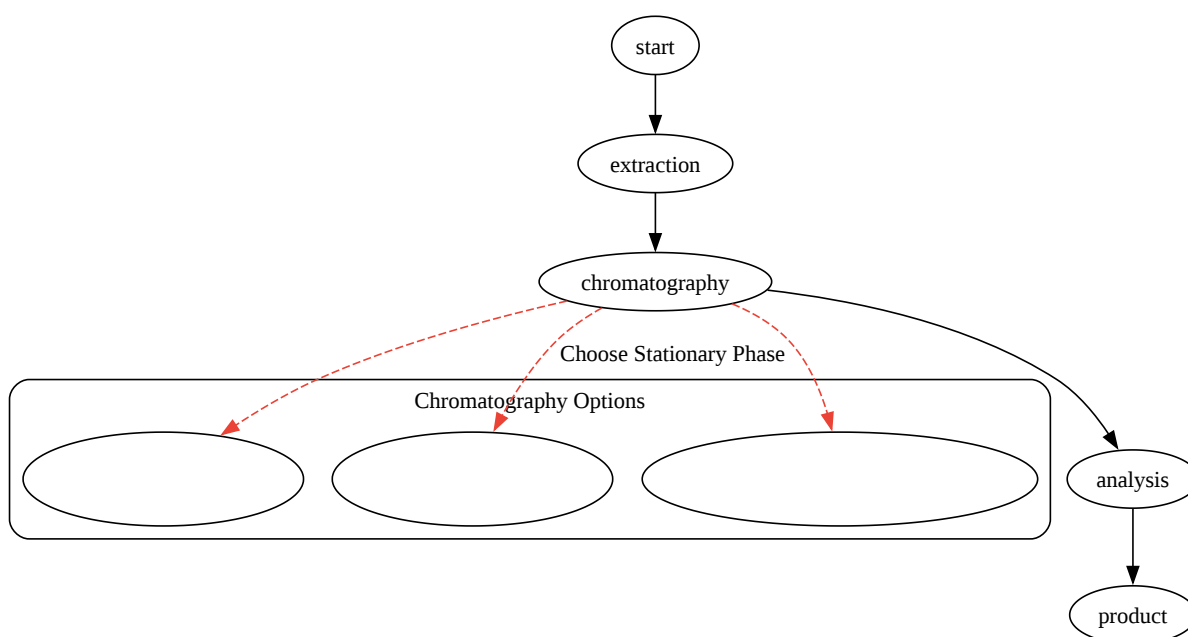 start
extraction
chromatography
Choose Stationary Phase
Chromatography Options
analysis
product